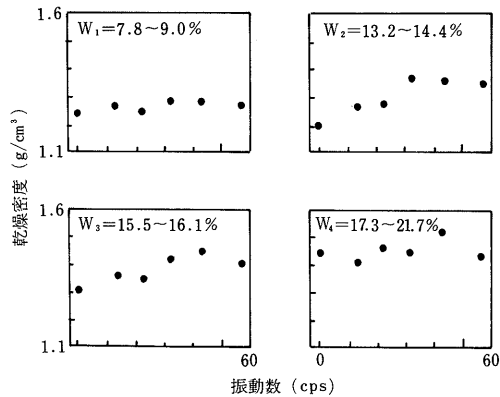 1.6
W₁=7.8~9.0%
W₂=13.2~14.4%
1.1
乾燥密度 (g/cm³)
1.6
W₃=15.5~16.1%
W₄=17.3~21.7%
1.1
60
0
60
振動数 (cps)